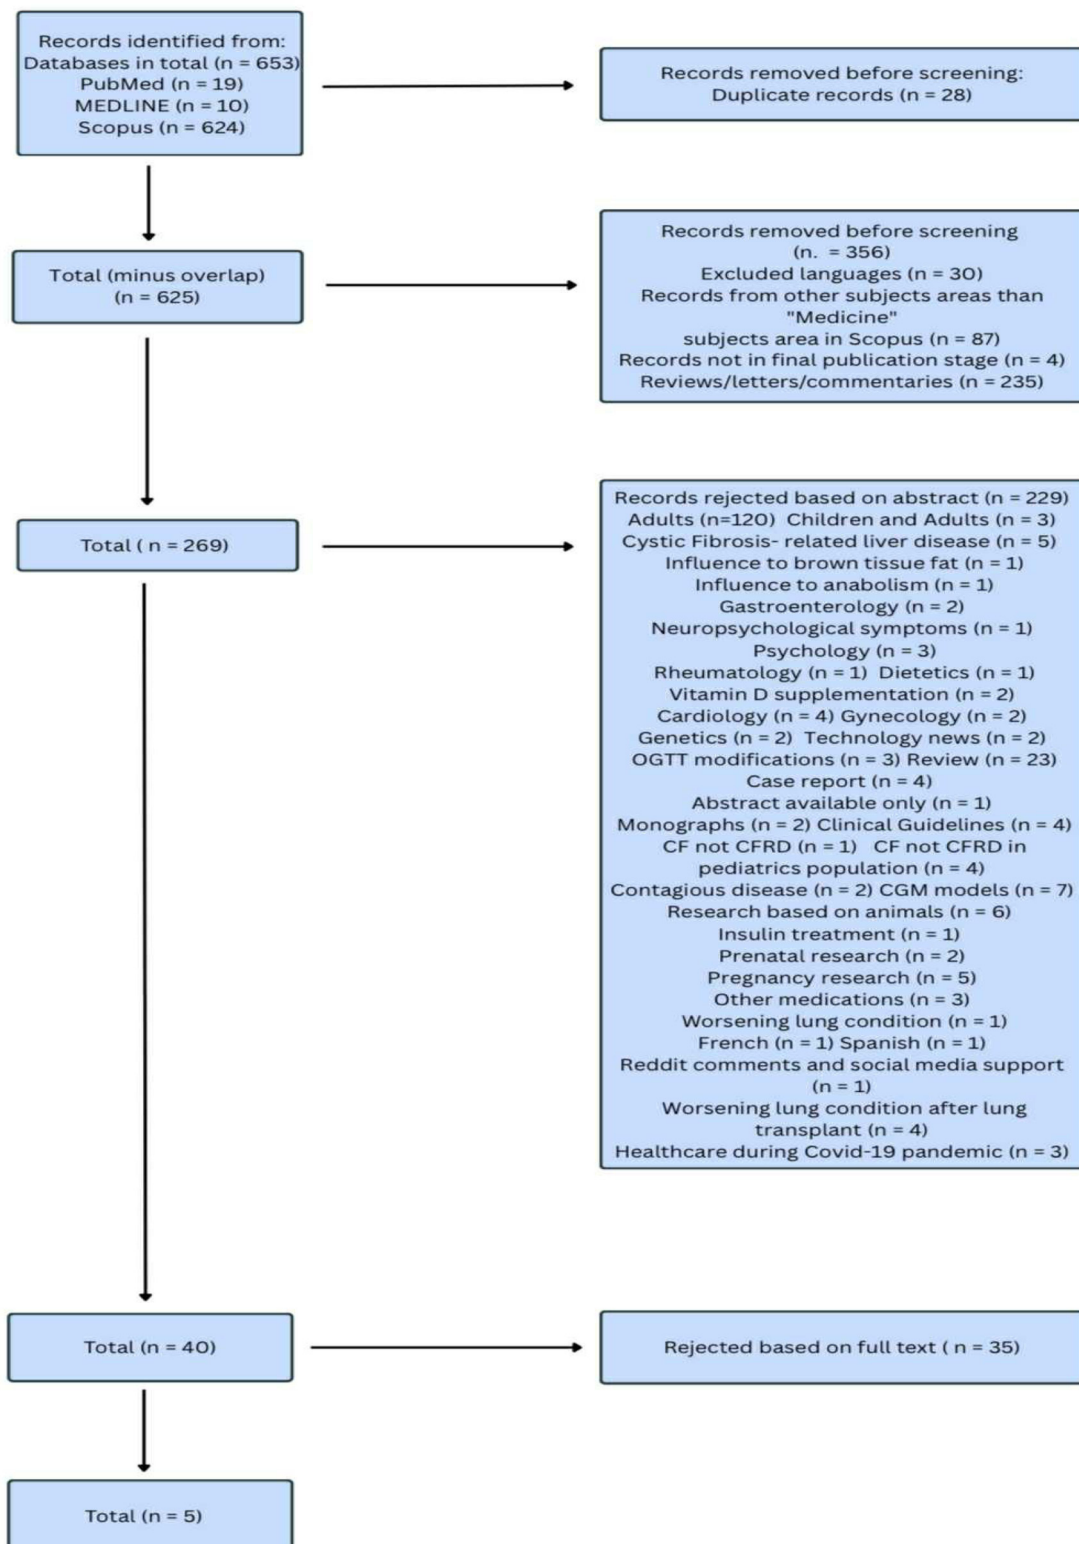 Records identified from:
Databases in total (n = 653)
PubMed (n = 19)
MEDLINE (n = 10)
Scopus (n = 624)
Records removed before screening:
Duplicate records (n = 28)
Total (minus overlap)
(n = 625)
Records removed before screening
(n. = 356)
Excluded languages (n = 30)
Records from other subjects areas than
"Medicine"
subjects area in Scopus (n = 87)
Records not in final publication stage (n = 4)
Reviews/letters/commentaries (n = 235)
Total ( n = 269)
Records rejected based on abstract (n = 229)
Adults (n=120) Children and Adults (n = 3)
Cystic Fibrosis- related liver disease (n = 5)
Influence to brown tissue fat (n = 1)
Influence to anabolism (n = 1)
Gastroenterology (n = 2)
Neuropsychological symptoms (n = 1)
Psychology (n = 3)
Rheumatology (n = 1) Dietetics (n = 1)
Vitamin D supplementation (n = 2)
Cardiology (n = 4) Gynecology (n = 2)
Genetics (n = 2) Technology news (n = 2)
OGTT modifications (n = 3) Review (n = 23)
Case report (n = 4)
Abstract available only (n = 1)
Monographs (n = 2) Clinical Guidelines (n = 4)
CF not CFRD (n = 1) CF not CFRD in
pediatrics population (n = 4)
Contagious disease (n = 2) CGM models (n = 7)
Research based on animals (n = 6)
Insulin treatment (n = 1)
Prenatal research (n = 2)
Pregnancy research (n = 5)
Other medications (n = 3)
Worsening lung condition (n = 1)
French (n = 1) Spanish (n = 1)
Reddit comments and social media support
(n = 1)
Worsening lung condition after lung
transplant (n = 4)
Healthcare during Covid-19 pandemic (n = 3)
Total (n = 40)
Rejected based on full text ( n = 35)
Total (n = 5)